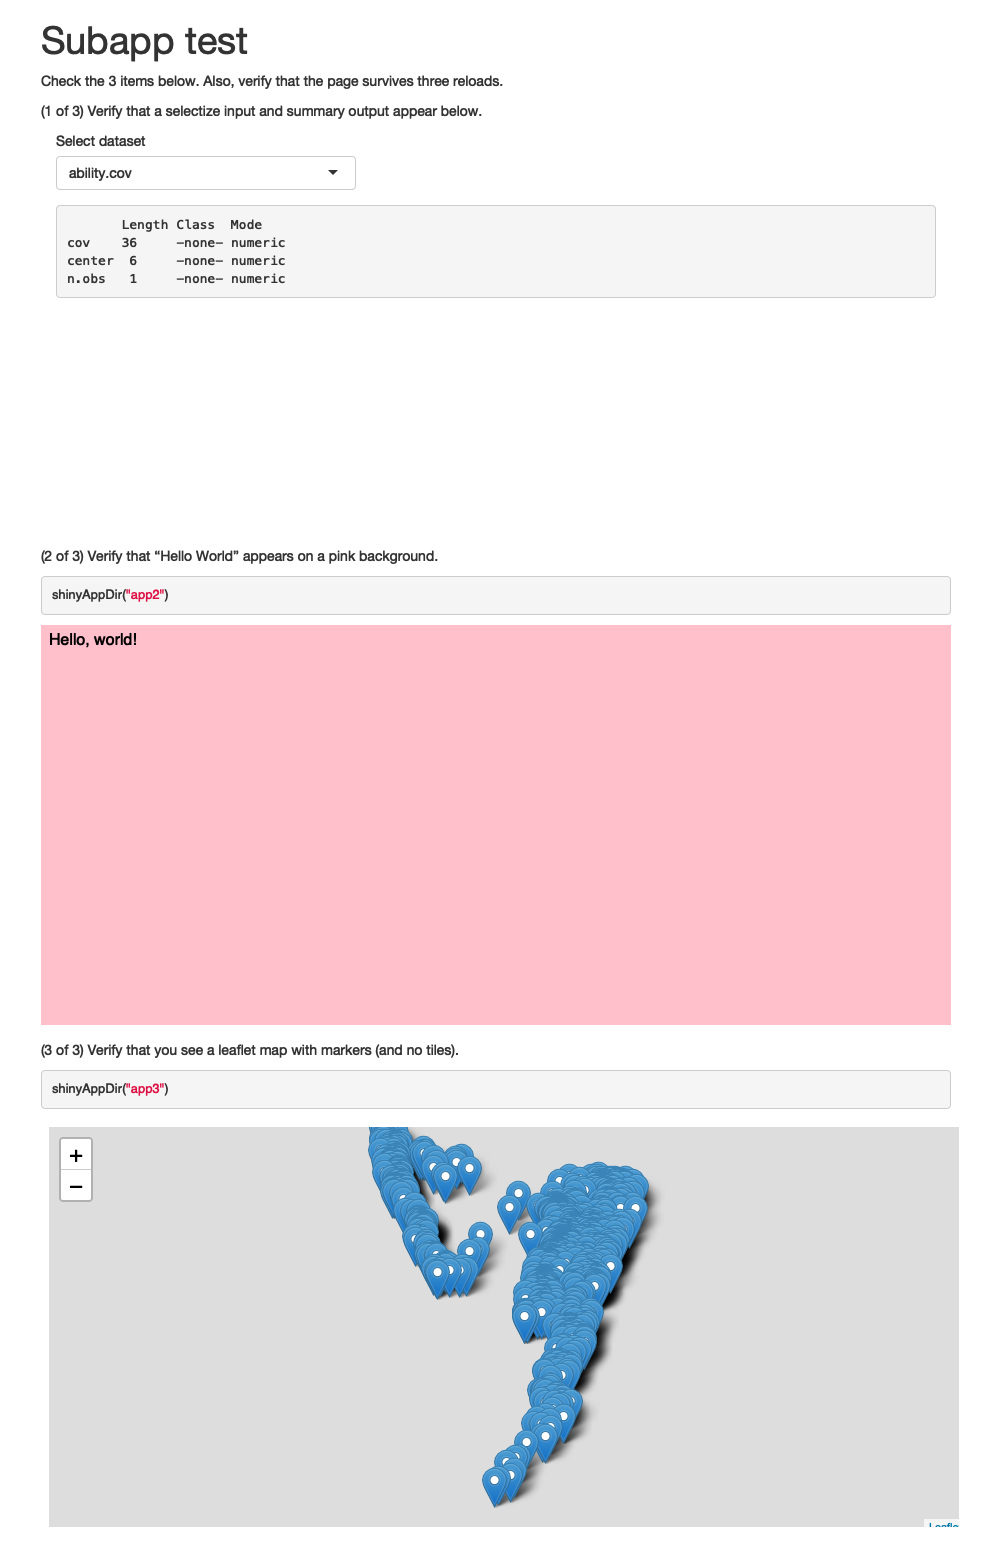 Subapp test
Check the 3 items below. Also, verify that the page survives three reloads.
(1 of 3) Verify that a selectize input and summary output appear below.
Select dataset
ability.cov
       Length Class  Mode
cov    36     -none- numeric
center  6     -none- numeric
n.obs   1     -none- numeric
(2 of 3) Verify that “Hello World” appears on a pink background.
shinyAppDir("app2")
Hello, world!
(3 of 3) Verify that you see a leaflet map with markers (and no tiles).
shinyAppDir("app3")
+
−